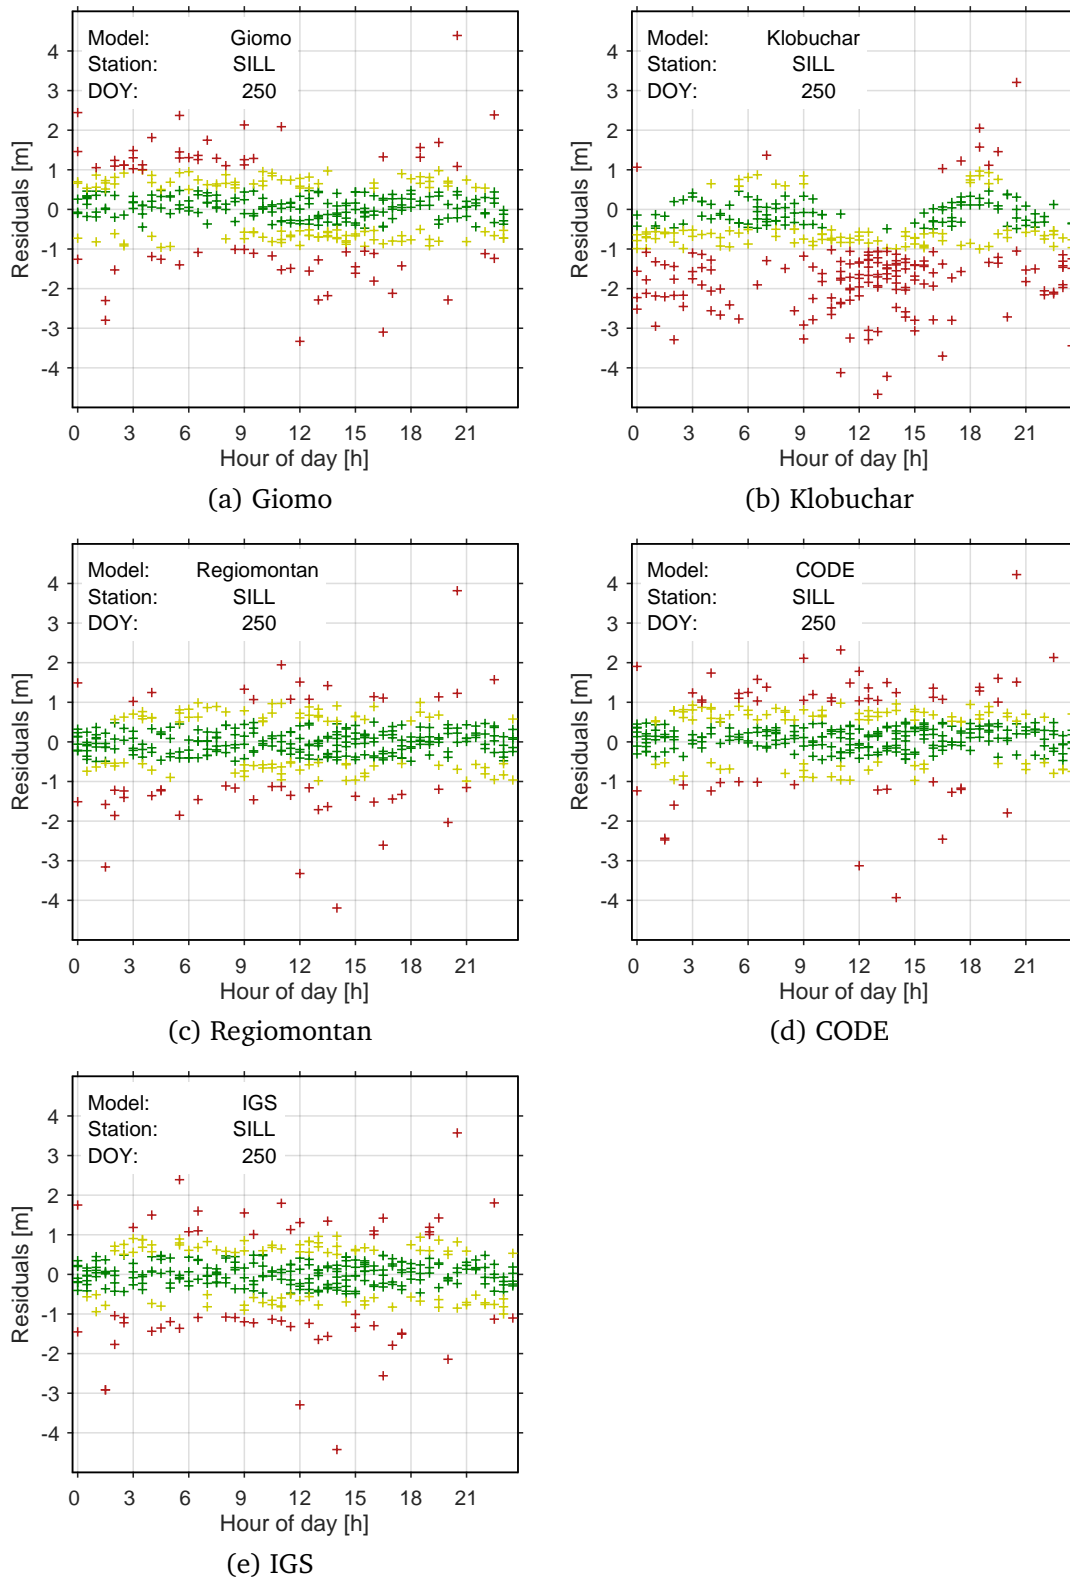 Model: Giomo
Station: SILL
DOY: 250
4
3
2
1
0
-1
-2
-3
-4
Residuals [m]
0 3 6 9 12 15 18 21
Hour of day [h]
(a) Giomo
Model: Klobuchar
Station: SILL
DOY: 250
4
3
2
1
0
-1
-2
-3
-4
Residuals [m]
0 3 6 9 12 15 18 21
Hour of day [h]
(b) Klobuchar
Model: Regiomontan
Station: SILL
DOY: 250
4
3
2
1
0
-1
-2
-3
-4
Residuals [m]
0 3 6 9 12 15 18 21
Hour of day [h]
(c) Regiomontan
Model: CODE
Station: SILL
DOY: 250
4
3
2
1
0
-1
-2
-3
-4
Residuals [m]
0 3 6 9 12 15 18 21
Hour of day [h]
(d) CODE
Model: IGS
Station: SILL
DOY: 250
4
3
2
1
0
-1
-2
-3
-4
Residuals [m]
0 3 6 9 12 15 18 21
Hour of day [h]
(e) IGS